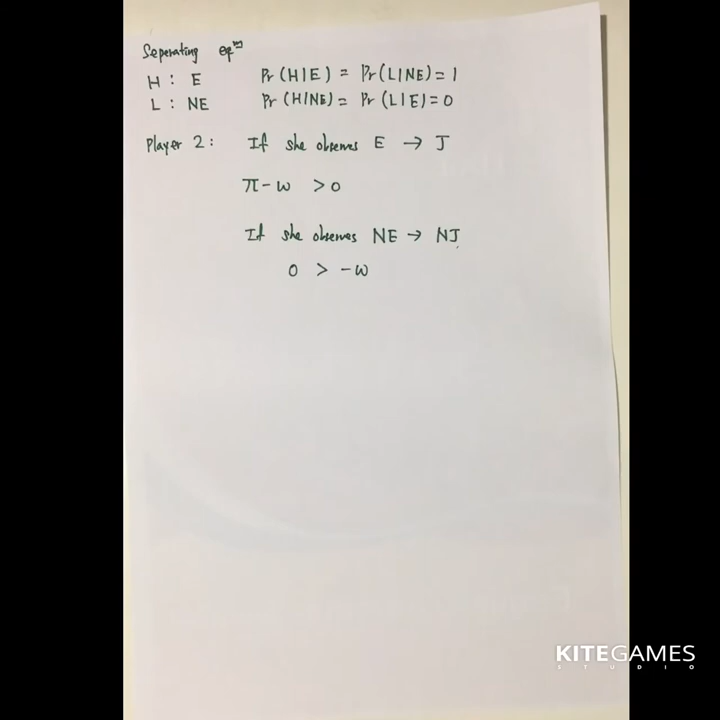 Seperating eqᵐ
H : E Pr(H|E) = Pr(L|NE) = 1
L : NE Pr(H|NE) = Pr(L|E) = 0
Player 2 : If she observes E → J
π - w > 0
If she observes NE → NJ
0 > -w
KITEGAMES
STUDIO